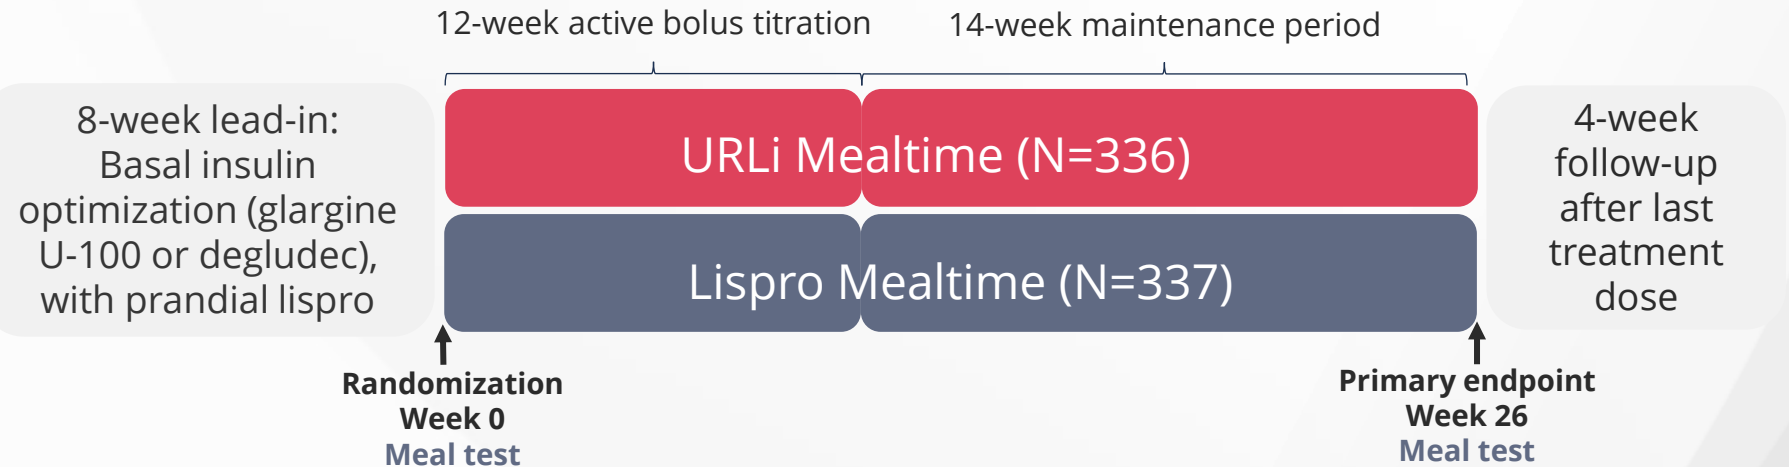 12-week active bolus titration
14-week maintenance period
8-week lead-in:
Basal insulin
optimization (glargine
U-100 or degludec),
with prandial lispro
URLi Mealtime (N=336)
Lispro Mealtime (N=337)
4-week
follow-up
after last
treatment
dose
Randomization
Week 0
Meal test
Primary endpoint
Week 26
Meal test